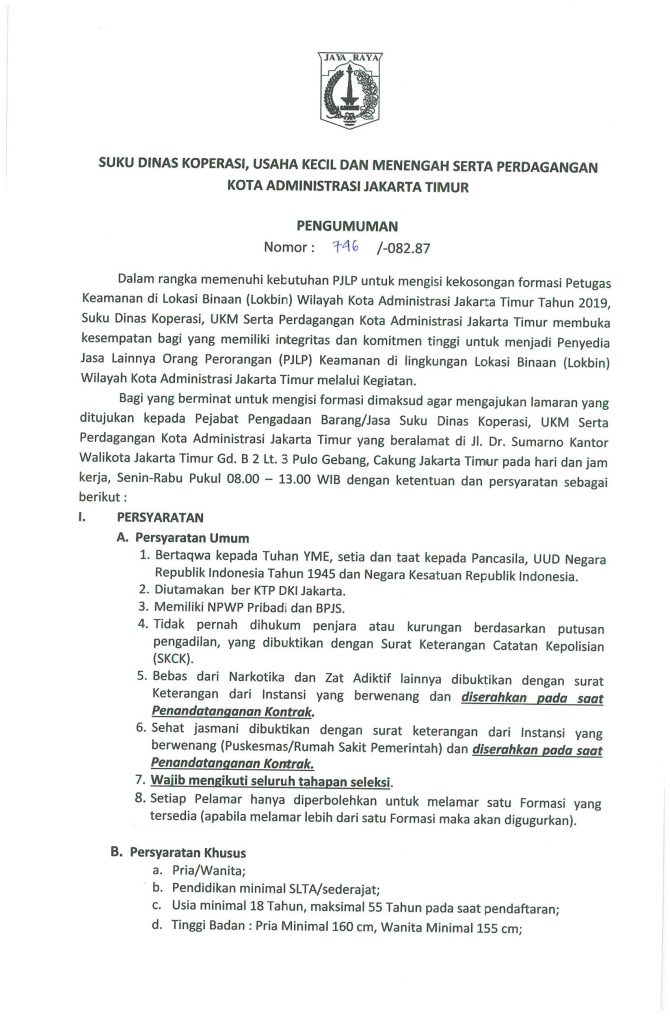 JAYA RAYA
SUKU DINAS KOPERASI, USAHA KECIL DAN MENENGAH SERTA PERDAGANGAN
KOTA ADMINISTRASI JAKARTA TIMUR
PENGUMUMAN
Nomor : 746 /-082.87
Dalam rangka memenuhi kebutuhan PJLP untuk mengisi kekosongan formasi Petugas
Keamanan di Lokasi Binaan (Lokbin) Wilayah Kota Administrasi Jakarta Timur Tahun 2019,
Suku Dinas Koperasi, UKM Serta Perdagangan Kota Administrasi Jakarta Timur membuka
kesempatan bagi yang memiliki integritas dan komitmen tinggi untuk menjadi Penyedia
Jasa Lainnya Orang Perorangan (PJLP) Keamanan di lingkungan Lokasi Binaan (Lokbin)
Wilayah Kota Administrasi Jakarta Timur melalui Kegiatan.
Bagi yang berminat untuk mengisi formasi dimaksud agar mengajukan lamaran yang
ditujukan kepada Pejabat Pengadaan Barang/Jasa Suku Dinas Koperasi, UKM Serta
Perdagangan Kota Administrasi Jakarta Timur yang beralamat di Jl. Dr. Sumarno Kantor
Walikota Jakarta Timur Gd. B 2 Lt. 3 Pulo Gebang, Cakung Jakarta Timur pada hari dan jam
kerja, Senin-Rabu Pukul 08.00 – 13.00 WIB dengan ketentuan dan persyaratan sebagai
berikut :
I. PERSYARATAN
A. Persyaratan Umum
1. Bertaqwa kepada Tuhan YME, setia dan taat kepada Pancasila, UUD Negara
Republik Indonesia Tahun 1945 dan Negara Kesatuan Republik Indonesia.
2. Diutamakan ber KTP DKI Jakarta.
3. Memiliki NPWP Pribadi dan BPJS.
4. Tidak pernah dihukum penjara atau kurungan berdasarkan putusan
pengadilan, yang dibuktikan dengan Surat Keterangan Catatan Kepolisian
(SKCK).
5. Bebas dari Narkotika dan Zat Adiktif lainnya dibuktikan dengan surat
Keterangan dari Instansi yang berwenang dan diserahkan pada saat
Penandatanganan Kontrak.
6. Sehat jasmani dibuktikan dengan surat keterangan dari Instansi yang
berwenang (Puskesmas/Rumah Sakit Pemerintah) dan diserahkan pada saat
Penandatanganan Kontrak.
7. Wajib mengikuti seluruh tahapan seleksi.
8. Setiap Pelamar hanya diperbolehkan untuk melamar satu Formasi yang
tersedia (apabila melamar lebih dari satu Formasi maka akan digugurkan).
B. Persyaratan Khusus
a. Pria/Wanita;
b. Pendidikan minimal SLTA/sederajat;
c. Usia minimal 18 Tahun, maksimal 55 Tahun pada saat pendaftaran;
d. Tinggi Badan : Pria Minimal 160 cm, Wanita Minimal 155 cm;